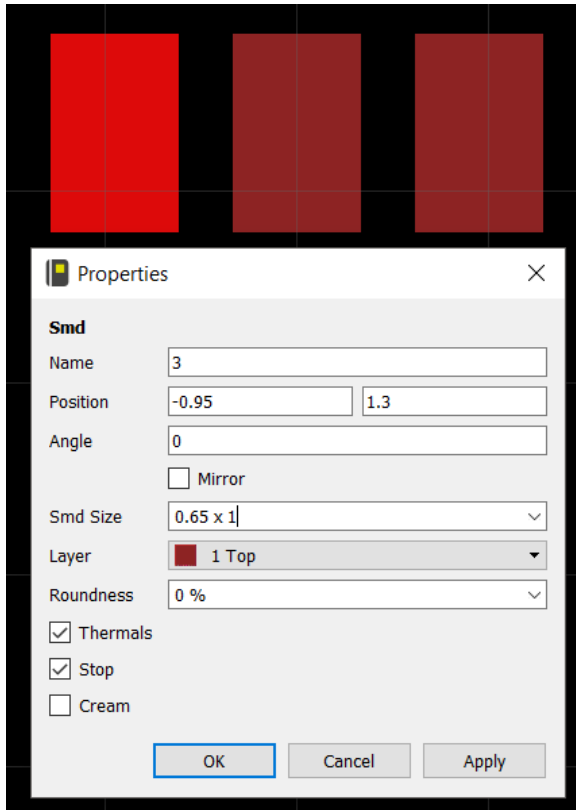 Properties
Smd
Name 3
Position -0.95 1.3
Angle 0
Mirror
Smd Size 0.65 x 1
Layer 1 Top
Roundness 0 %
Thermals
Stop
Cream
OK Cancel Apply